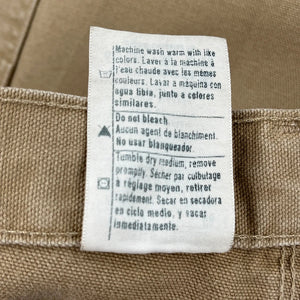 Machine wash warm with like
colors. Laver à la machine à
l'eau chaude avec les mêmes
couleurs. Lavar a maquina con
agua tibia, junto a colores
similares.
Do not bleach.
Aucun agent de blanchiment.
No usar blanqueador.
Tumble dry medium, remove
promptly. Sécher par culbutage
à réglage moyen, retirer
rapidement. Secar en secadora
en ciclo medio, y sacar
inmediatamente.